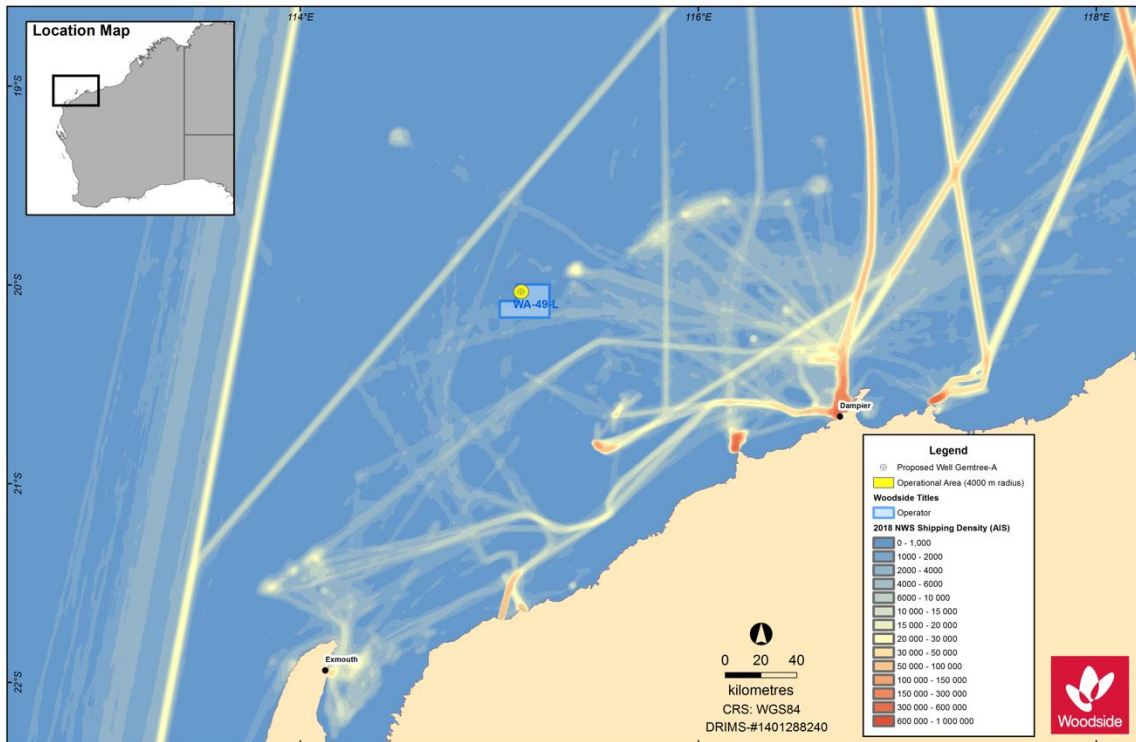 Location Map
114°E
116°E
118°E
19°S
20°S
21°S
22°S
WA-49-L
Dampier
Exmouth
Legend
Proposed Well Gemtree-A
Operational Area (4000 m radius)
Woodside Titles
Operator
2018 NWS Shipping Density (AIS)
0 - 1,000
1000 - 2000
2000 - 4000
4000 - 6000
6000 - 10 000
10 000 - 15 000
15 000 - 20 000
20 000 - 30 000
30 000 - 50 000
50 000 - 100 000
100 000 - 150 000
150 000 - 300 000
300 000 - 600 000
600 000 - 1 000 000
0 20 40
kilometres
CRS: WGS84
DRIMS-#1401288240
Woodside